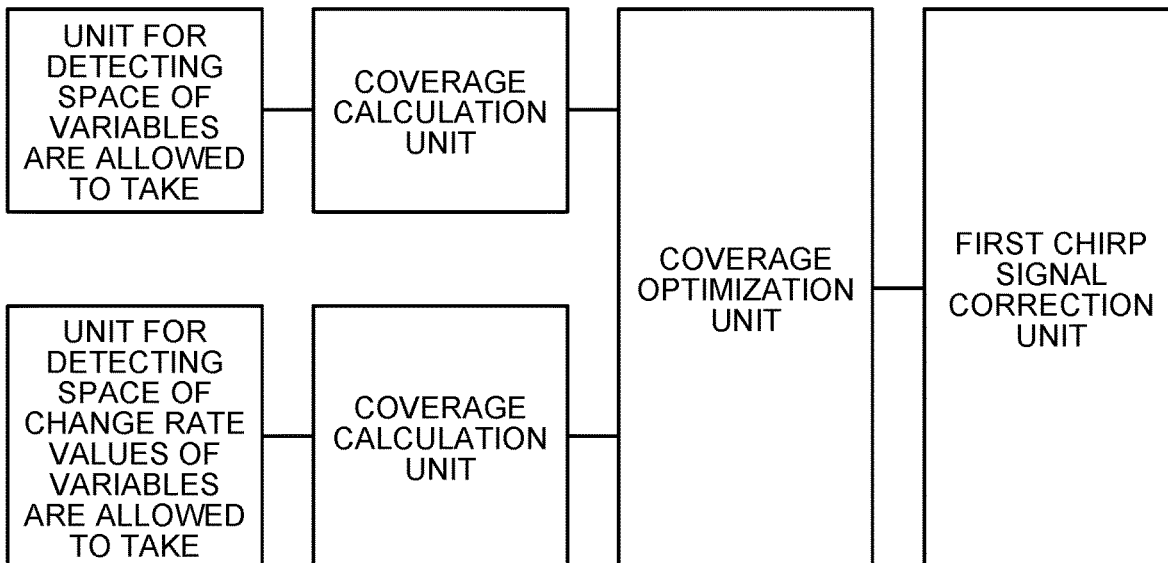 UNIT FOR
DETECTING
SPACE OF
VARIABLES
ARE ALLOWED
TO TAKE
COVERAGE
CALCULATION
UNIT
UNIT FOR
DETECTING
SPACE OF
CHANGE RATE
VALUES OF
VARIABLES
ARE ALLOWED
TO TAKE
COVERAGE
CALCULATION
UNIT
COVERAGE
OPTIMIZATION
UNIT
FIRST CHIRP
SIGNAL
CORRECTION
UNIT